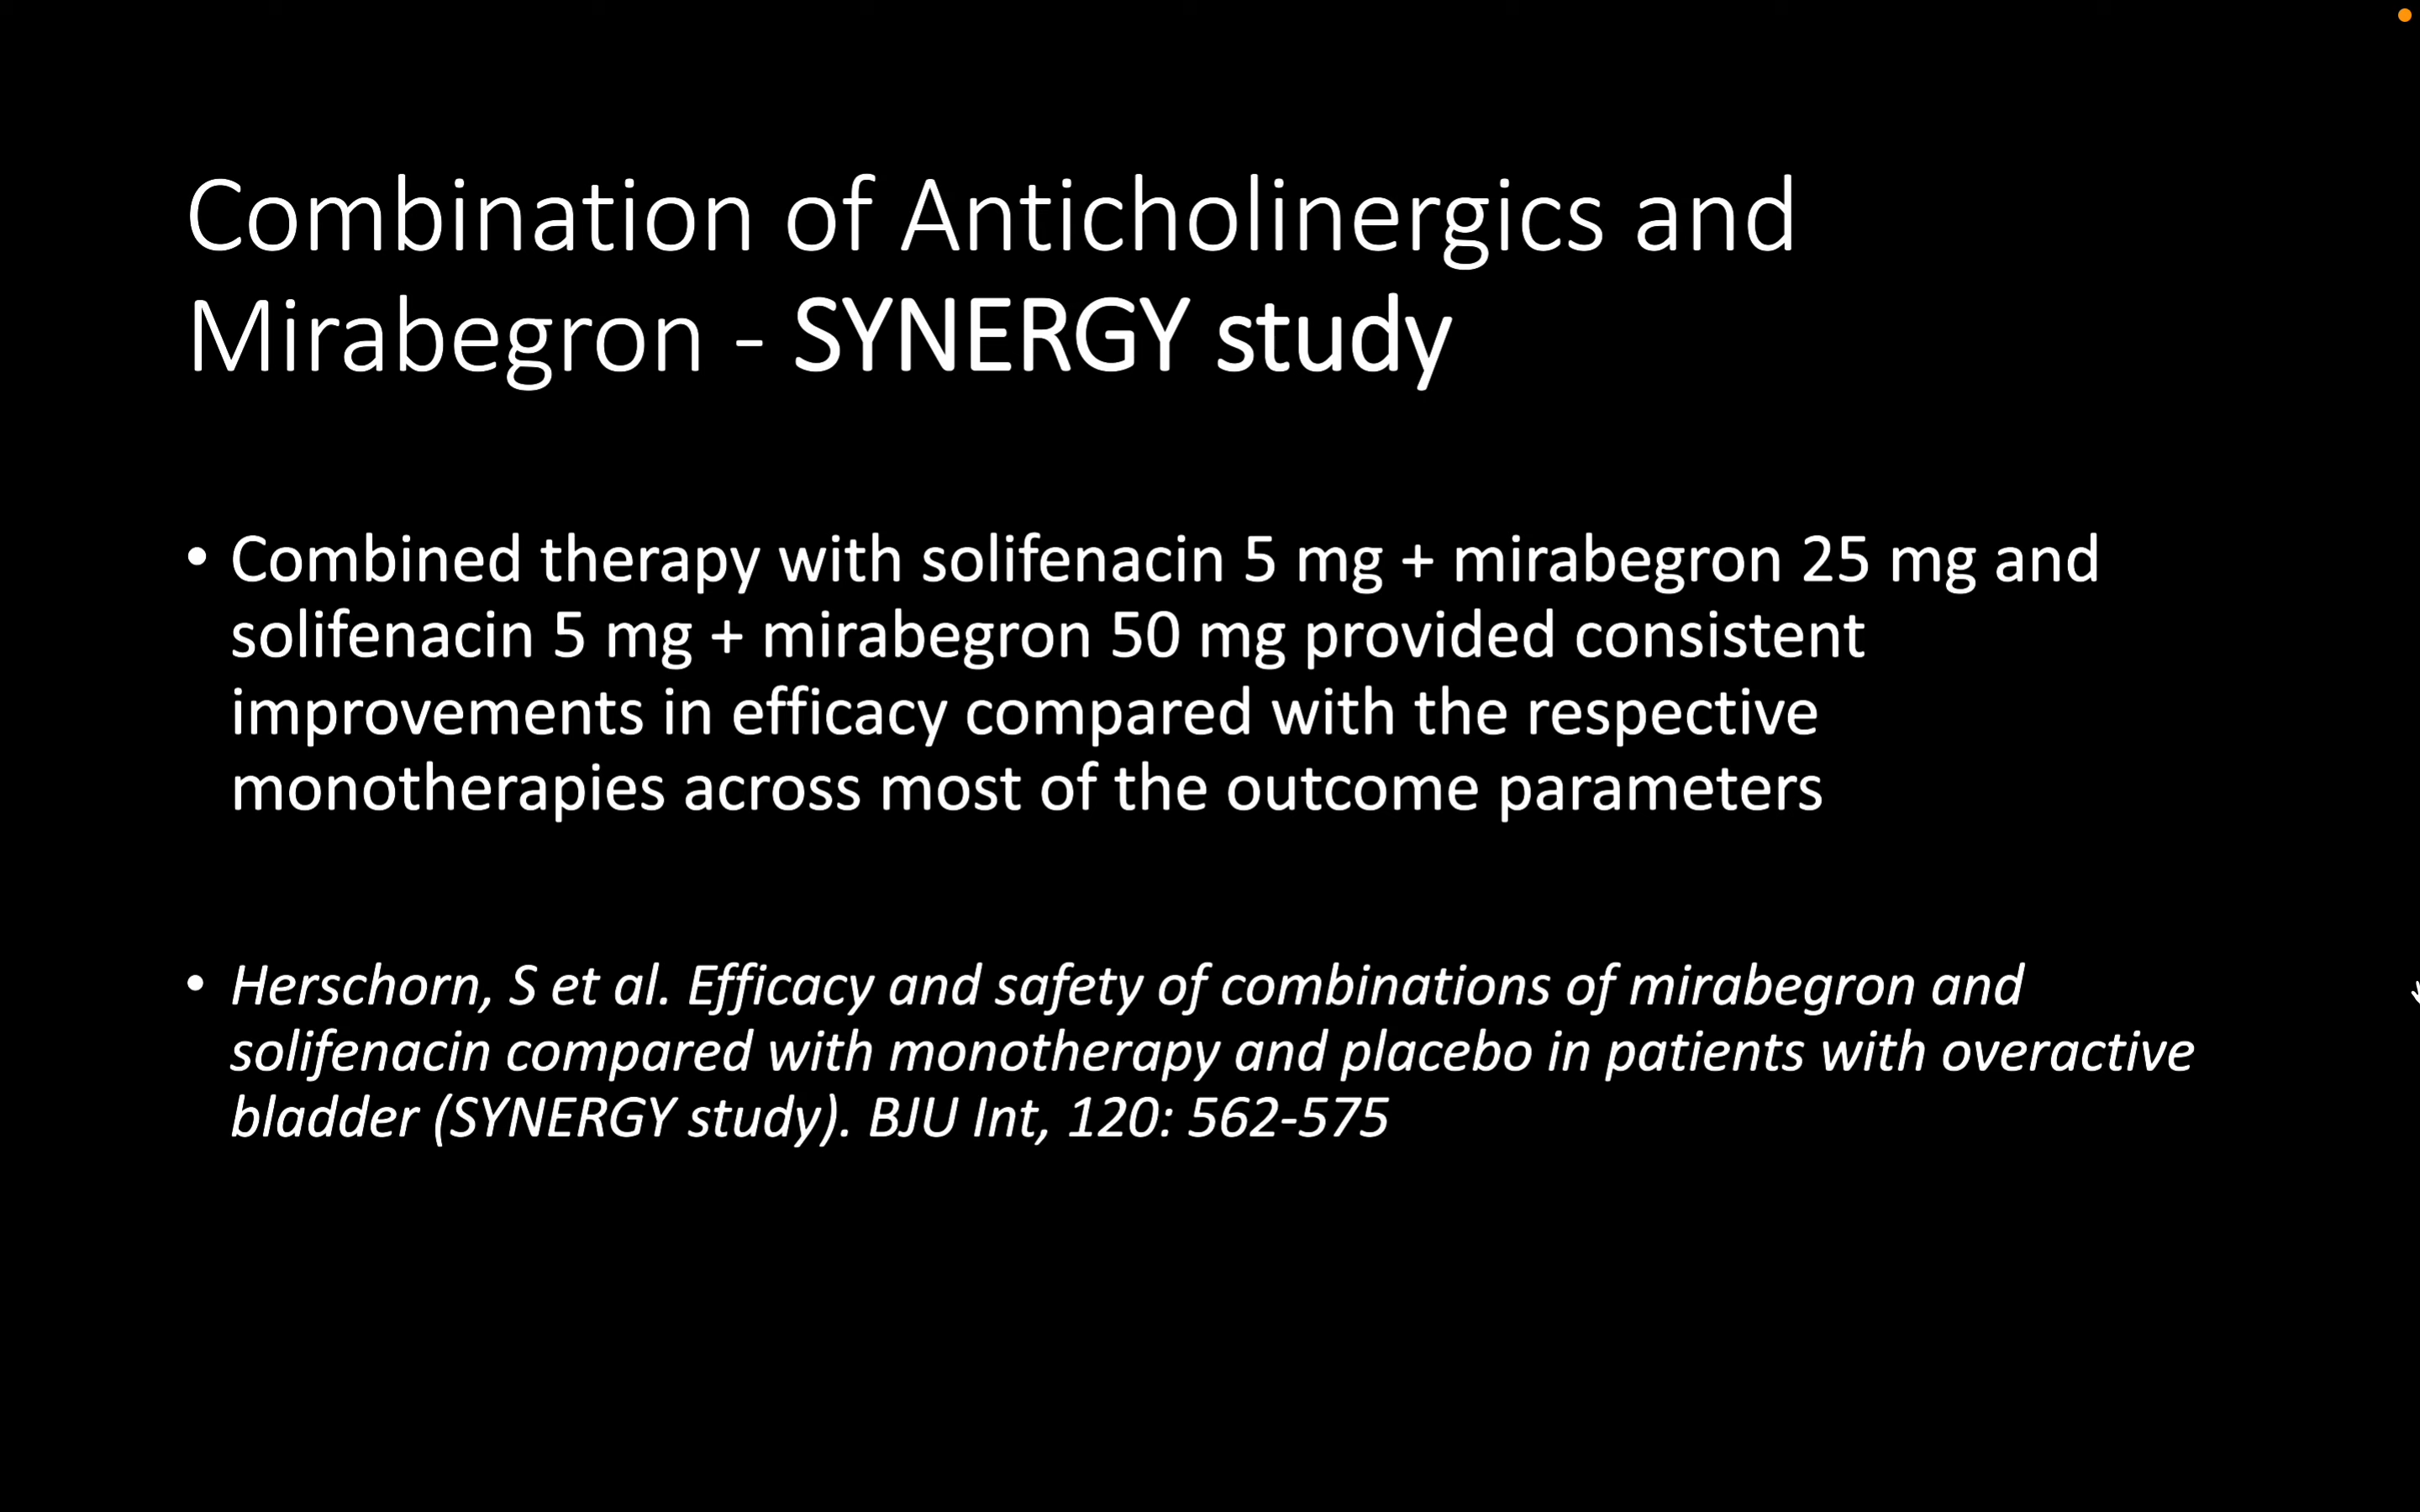 Combination of Anticholinergics and
Mirabegron - SYNERGY study
• Combined therapy with solifenacin 5 mg + mirabegron 25 mg and
solifenacin 5 mg + mirabegron 50 mg provided consistent
improvements in efficacy compared with the respective
monotherapies across most of the outcome parameters
• Herschorn, S et al. Efficacy and safety of combinations of mirabegron and
solifenacin compared with monotherapy and placebo in patients with overactive
bladder (SYNERGY study). BJU Int, 120: 562-575